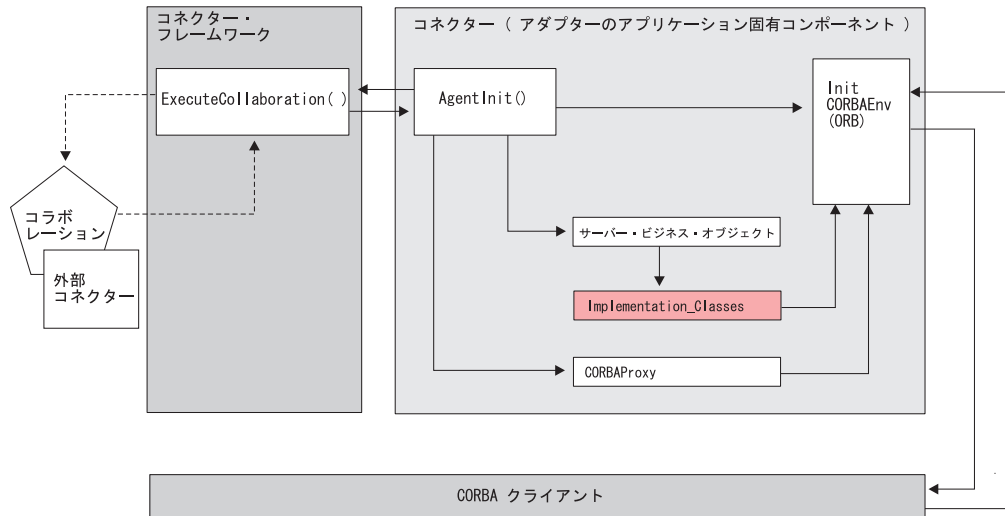 コネクター・
フレームワーク
コネクター ( アダプターのアプリケーション固有コンポーネント )
ExecuteCollaboration( )
AgentInit()
Init
CORBAEnv
(ORB)
コラボ
レーション
外部
コネクター
サーバー・ビジネス・オブジェクト
Implementation_Classes
CORBAProxy
CORBA クライアント